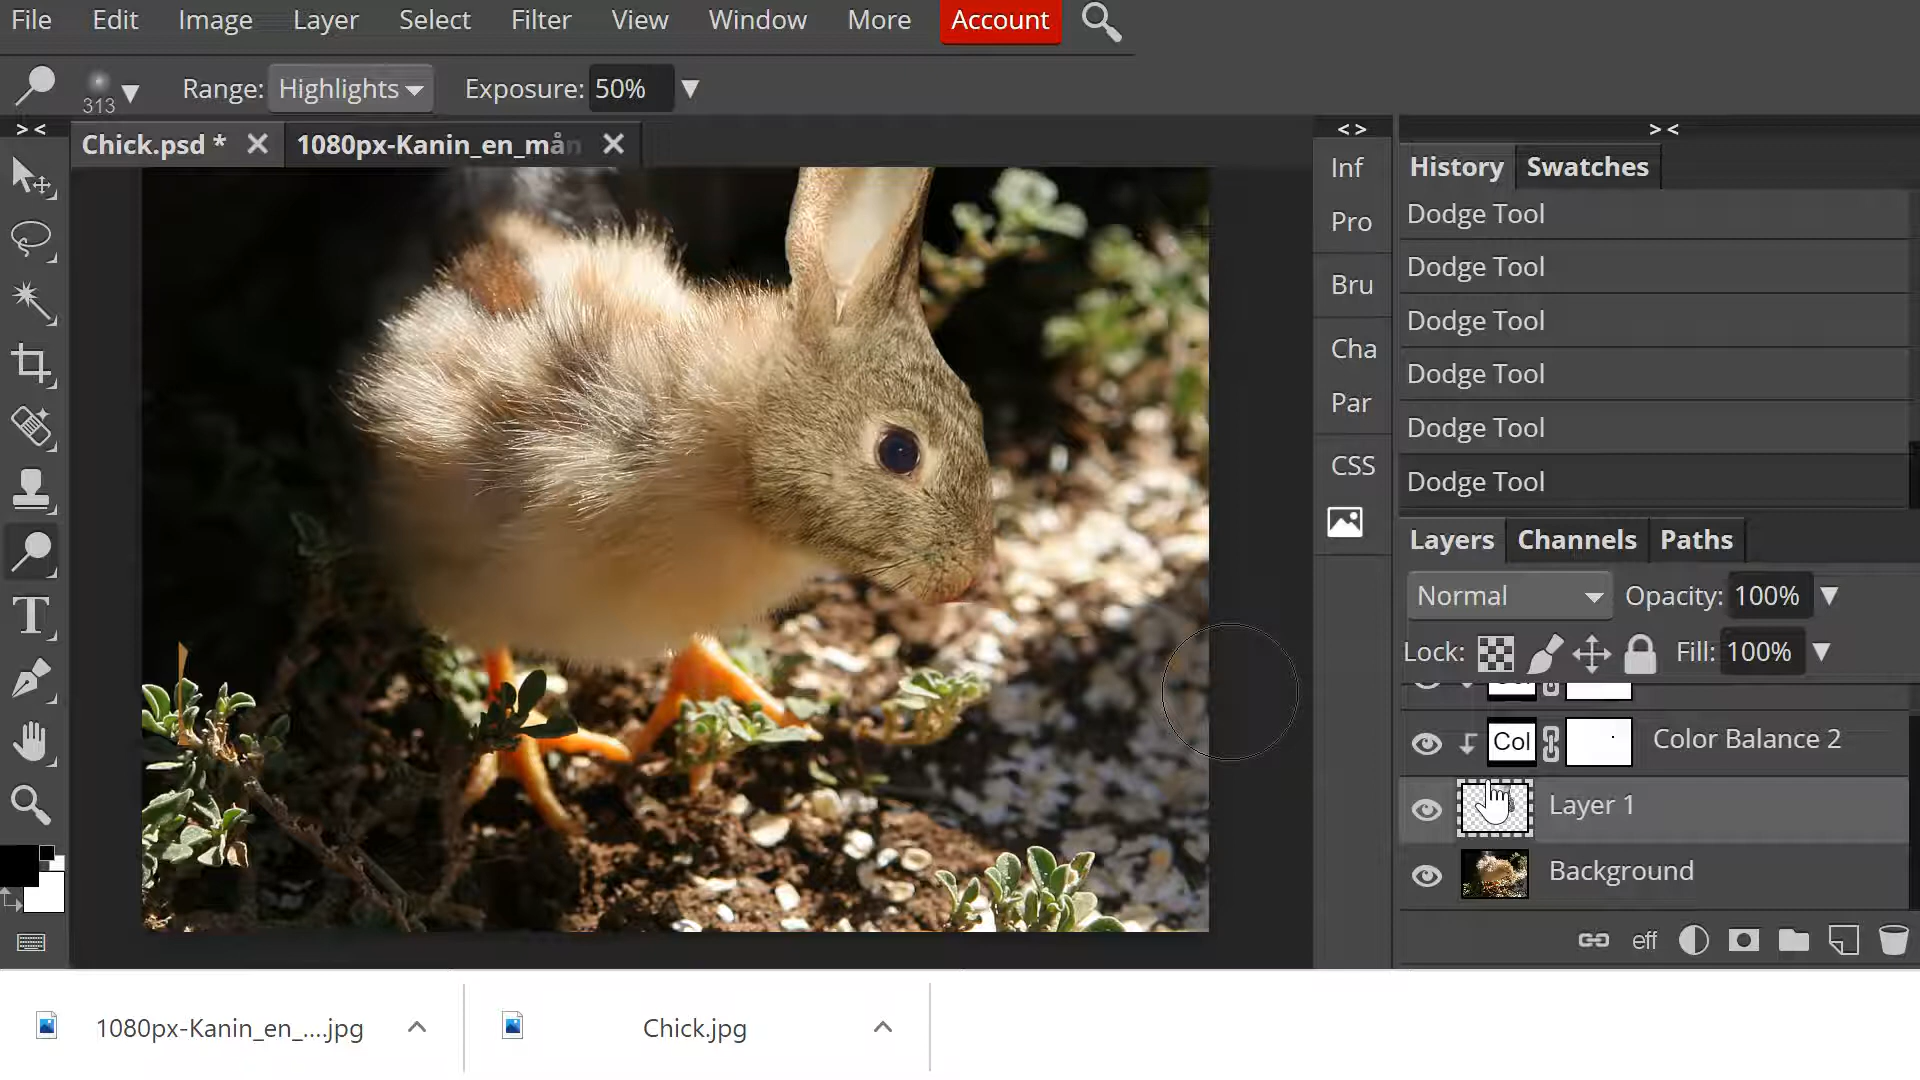 File Edit Image Layer Select Filter View Window More Account
313 Range: Highlights Exposure: 50%
Chick.psd * 1080px-Kanin_en_mån
Inf
Pro
Bru
Cha
Par
CSS
History Swatches
Dodge Tool
Dodge Tool
Dodge Tool
Dodge Tool
Dodge Tool
Dodge Tool
Layers Channels Paths
Normal Opacity: 100%
Lock: Fill: 100%
Col Color Balance 2
Layer 1
Background
eff
T
1080px-Kanin_en_....jpg Chick.jpg